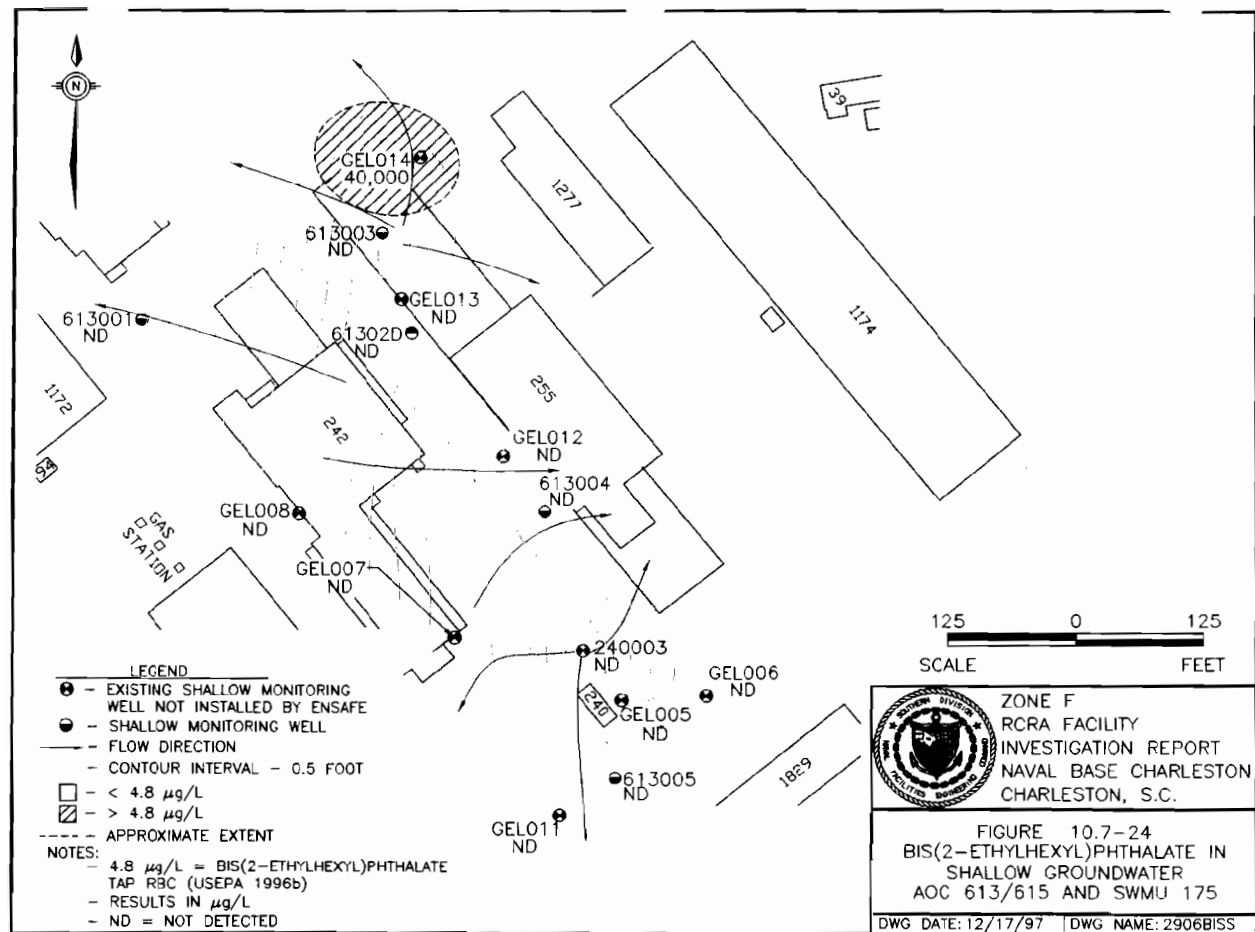 N
39
GEL014
40,000
1277
613003
ND
GEL013
ND
613001
ND
61302D
ND
1174
1172
255
242
GEL012
ND
94
613004
ND
GEL008
ND
GAS
STATION
GEL007
ND
240003
ND
GEL006
ND
240
GEL005
ND
613005
ND
1829
GEL011
ND
125 0 125
SCALE FEET
LEGEND
- EXISTING SHALLOW MONITORING
WELL NOT INSTALLED BY ENSAFE
- SHALLOW MONITORING WELL
- FLOW DIRECTION
- CONTOUR INTERVAL - 0.5 FOOT
- < 4.8 µg/L
- > 4.8 µg/L
- APPROXIMATE EXTENT
NOTES:
- 4.8 µg/L = BIS(2-ETHYLHEXYL)PHTHALATE
TAP RBC (USEPA 1996b)
- RESULTS IN µg/L
- ND = NOT DETECTED
SOUTHERN DIVISION
NAVAL FACILITIES ENGINEERING COMMAND
ZONE F
RCRA FACILITY
INVESTIGATION REPORT
NAVAL BASE CHARLESTON
CHARLESTON, S.C.
FIGURE 10.7-24
BIS(2-ETHYLHEXYL)PHTHALATE IN
SHALLOW GROUNDWATER
AOC 613/615 AND SWMU 175
DWG DATE: 12/17/97 DWG NAME: 2906BISS